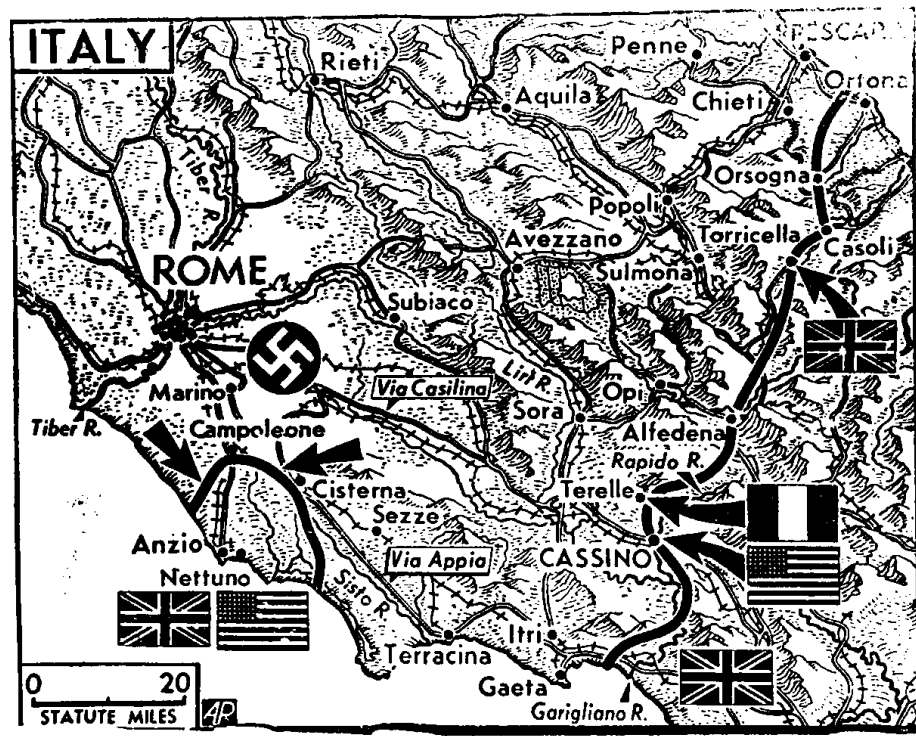 ITALY
Penne
PESCARA
Rieti
Ortona
Aquila
Chieti
Tiber R.
Orsogna
Popoli
Avezzano
Torricella
Casoli
ROME
Sulmona
Subiaco
Liri R.
Via Casilina
Opi
Marino
Sora
Tiber R.
Campoleone
Alfedena
Rapido R.
Cisterna
Terelle
Sezze
Anzio
Via Appia
CASSINO
Nettuno
Sisto R.
Itri
Terracina
Gaeta
Garigliano R.
0 20
STATUTE MILES
AP